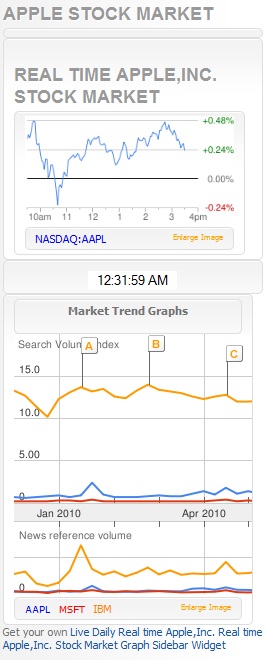 APPLE STOCK MARKET
REAL TIME APPLE,INC.
STOCK MARKET
+0.48%
+0.24%
0.00%
-0.24%
10am 11 12 1 2 3 4pm
NASDAQ:AAPL Enlarge Image
12:31:59 AM
Market Trend Graphs
Search Volume Index
A
B
C
15.0
10.0
5.00
0
Jan 2010 Apr 2010
News reference volume
0
AAPL MSFT IBM Enlarge Image
Get your own Live Daily Real time Apple,Inc. Real time
Apple,Inc. Stock Market Graph Sidebar Widget